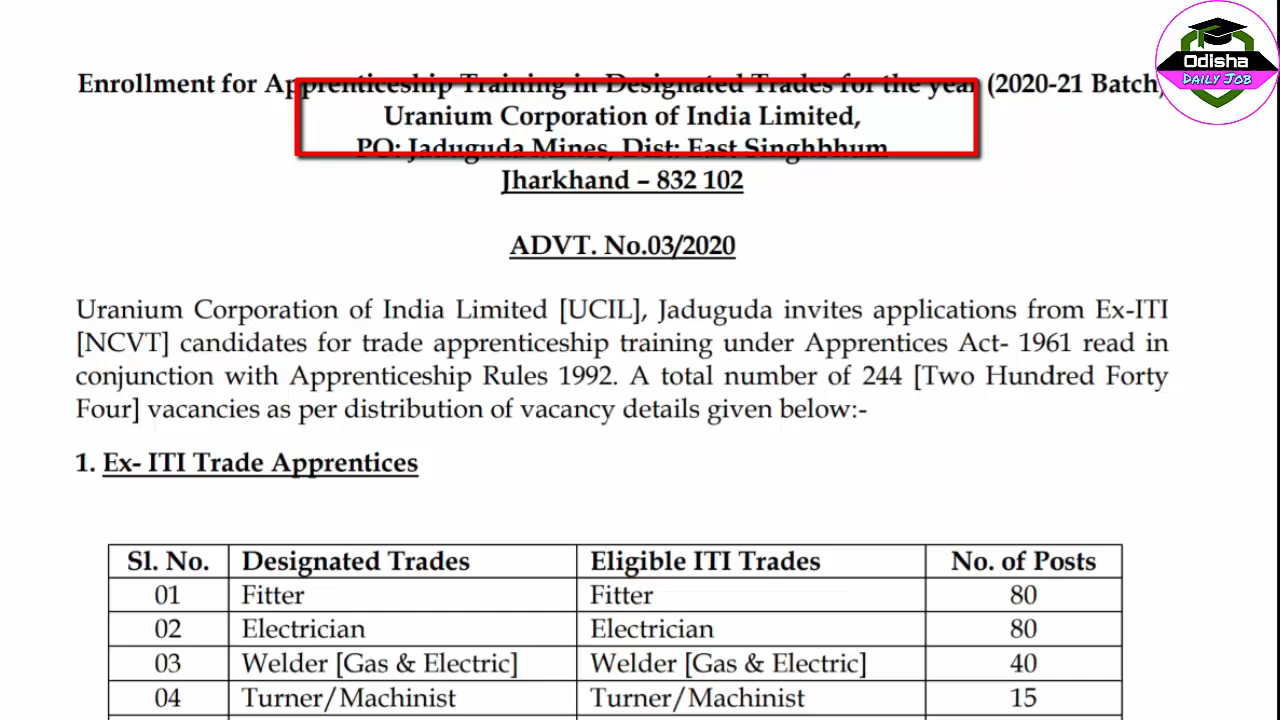 Enrollment for Apprenticeship Training in Designated Trades for the year (2020-21 Batch)
Uranium Corporation of India Limited,
PO: Jaduguda Mines, Dist: East Singhbhum
Jharkhand – 832 102
ADVT. No.03/2020
Uranium Corporation of India Limited [UCIL], Jaduguda invites applications from Ex-ITI
[NCVT] candidates for trade apprenticeship training under Apprentices Act- 1961 read in
conjunction with Apprenticeship Rules 1992. A total number of 244 [Two Hundred Forty
Four] vacancies as per distribution of vacancy details given below:-
1. Ex- ITI Trade Apprentices
Sl. No. Designated Trades Eligible ITI Trades No. of Posts
01 Fitter Fitter 80
02 Electrician Electrician 80
03 Welder [Gas & Electric] Welder [Gas & Electric] 40
04 Turner/Machinist Turner/Machinist 15
Odisha
DAILY JOB